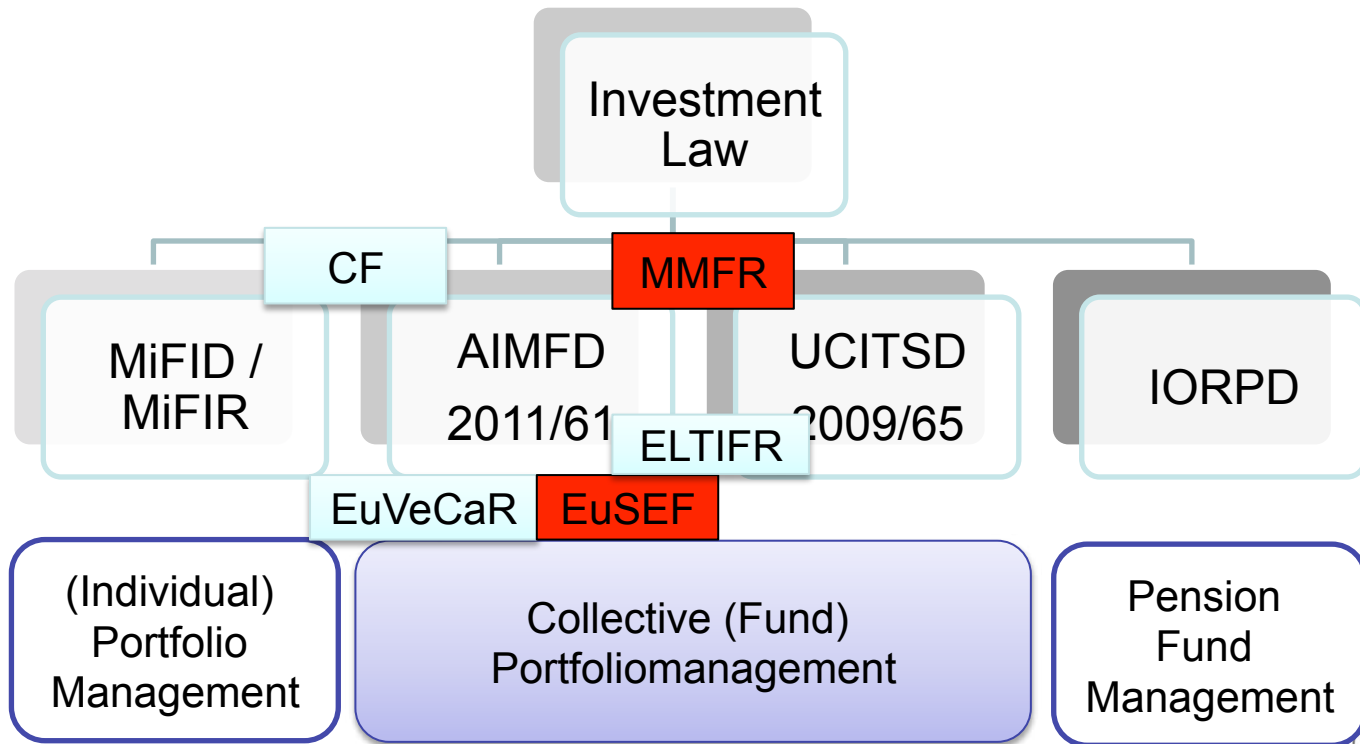 Investment
Law
CF
MMFR
MiFID /
MiFIR
AIMFD
2011/61
UCITSD
2009/65
IORPD
ELTIFR
EuVeCaR
EuSEF
(Individual)
Portfolio
Management
Collective (Fund)
Portfoliomanagement
Pension
Fund
Management